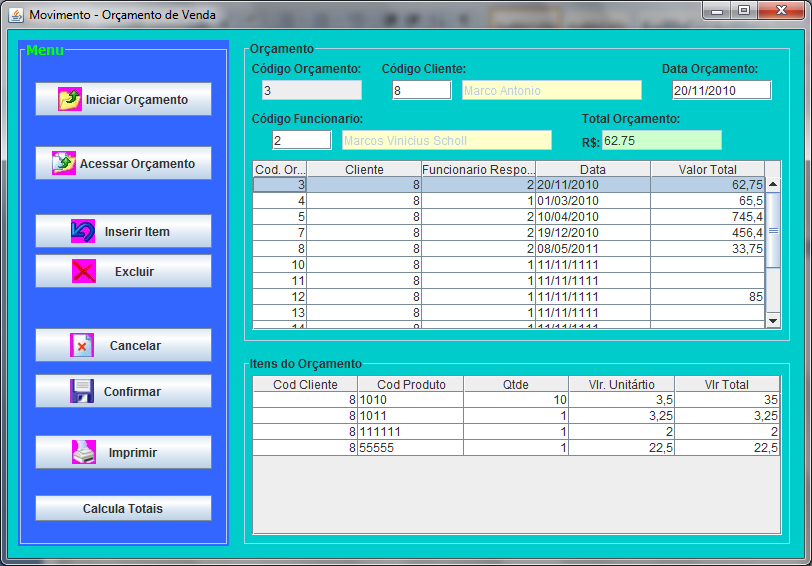 Movimento - Orçamento de Venda
Menu
Iniciar Orçamento
Acessar Orçamento
Inserir Item
Excluir
Cancelar
Confirmar
Imprimir
Calcula Totais
Orçamento
Código Orçamento: Código Cliente: Data Orçamento:
3 8 Marco Antonio 20/11/2010
Código Funcionario: Total Orçamento:
2 Marcos Vinicius Scholl R$: 62.75
Cod. Or... Cliente Funcionario Respo... Data Valor Total
3 8 2 20/11/2010 62,75
4 8 1 01/03/2010 65,5
5 8 2 10/04/2010 745,4
7 8 2 19/12/2010 456,4
8 8 2 08/05/2011 33,75
10 8 1 11/11/1111
11 8 1 11/11/1111
12 8 1 11/11/1111 85
13 8 1 11/11/1111
14 8 1 11/11/1111
Itens do Orçamento
Cod Cliente Cod Produto Qtde Vlr. Unitártio Vlr Total
8 1010 10 3,5 35
8 1011 1 3,25 3,25
8 111111 1 2 2
8 55555 1 22,5 22,5